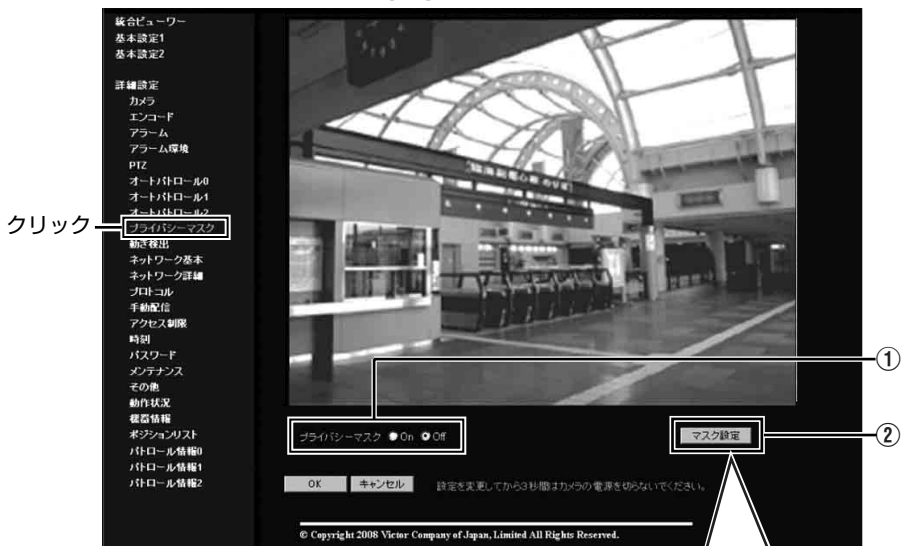 統合ビューワー
基本設定1
基本設定2
詳細設定
カメラ
エンコード
アラーム
アラーム環境
PTZ
オートパトロール0
オートパトロール1
オートパトロール2
クリック
プライバシーマスク
動き検出
ネットワーク基本
ネットワーク詳細
プロトコル
手動配信
アクセス制限
時刻
パスワード
メンテナンス
その他
動作状況
機器情報
ポジションリスト
パトロール情報0
パトロール情報1
パトロール情報2
①
プライバシーマスク On Off
マスク設定
②
OK キャンセル 設定を変更してから3秒間はカメラの電源を切らないでください。
© Copyright 2008 Victor Company of Japan, Limited All Rights Reserved.